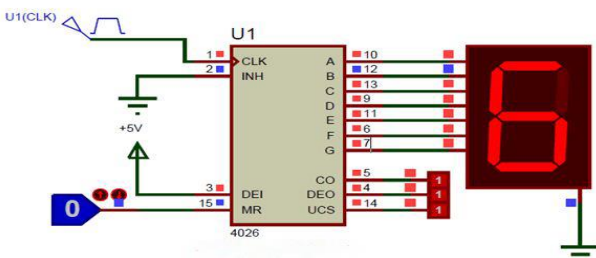 U1(CLK)
U1
1 CLK A 10
2 INH B 12
C 13
D 9
+5V E 11
F 6
G 7
CO 5 1
3 DEI DEO 4 1
0 15 MR UCS 14 1
4026
6